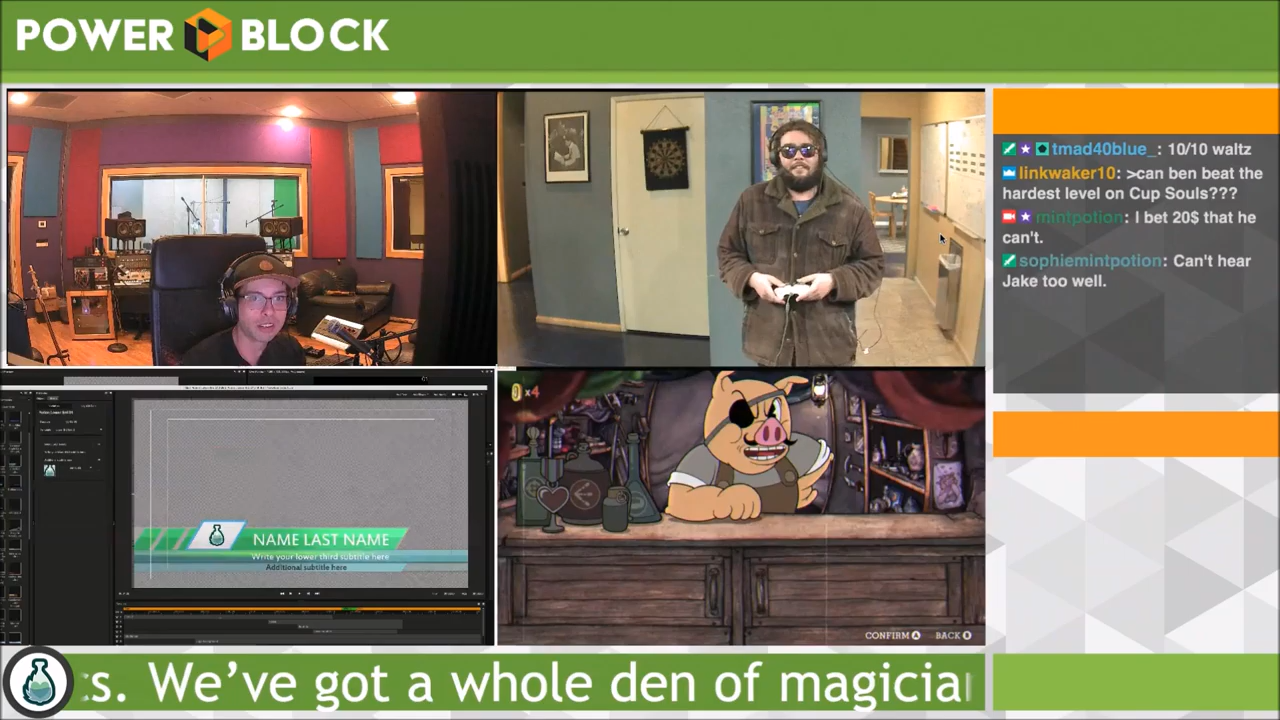 POWER BLOCK
tmad40blue_: 10/10 waltz
linkwaker10: >can ben beat the
hardest level on Cup Souls???
mintpotion: I bet 20$ that he
can't.
sophiemintpotion: Can't hear
Jake too well.
x4
NAME LAST NAME
Write your lower third subtitle here
Additional subtitle here
CONFIRM A BACK B
s. We've got a whole den of magicia